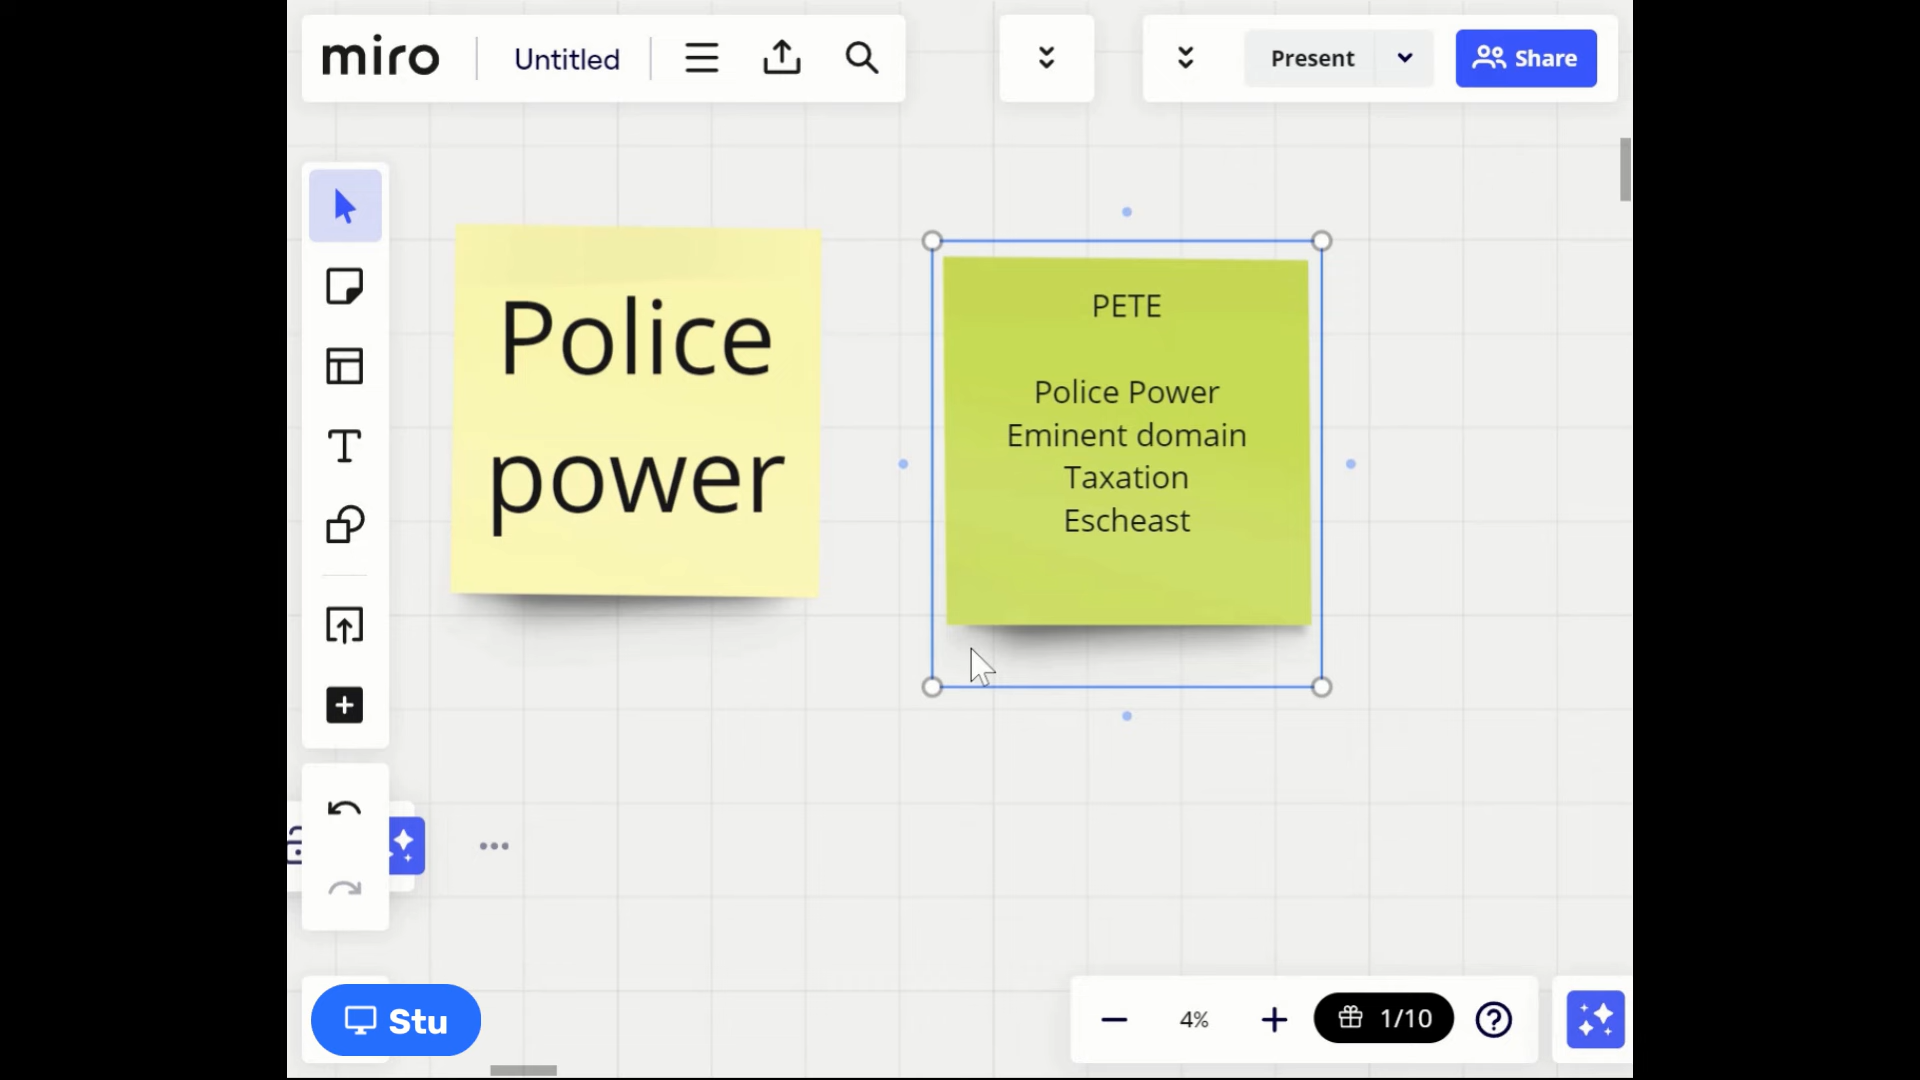 miro
Untitled
Present
Share
Police
power
PETE
Police Power
Eminent domain
Taxation
Escheast
Stu
4%
1/10